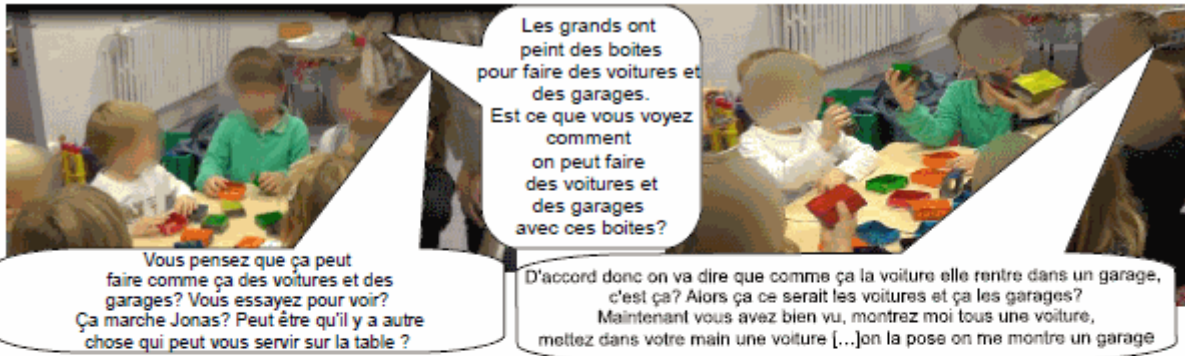 Les grands ont
peint des boites
pour faire des voitures et
des garages.
Est ce que vous voyez
comment
on peut faire
des voitures et
des garages
avec ces boites?
Vous pensez que ça peut
faire comme ça des voitures et des
garages? Vous essayez pour voir?
Ça marche Jonas? Peut être qu'il y a autre
chose qui peut vous servir sur la table ?
D'accord donc on va dire que comme ça la voiture elle rentre dans un garage,
c'est ça? Alors ça ce serait les voitures et ça les garages?
Maintenant vous avez bien vu, montrez moi tous une voiture,
mettez dans votre main une voiture [...]on la pose on me montre un garage